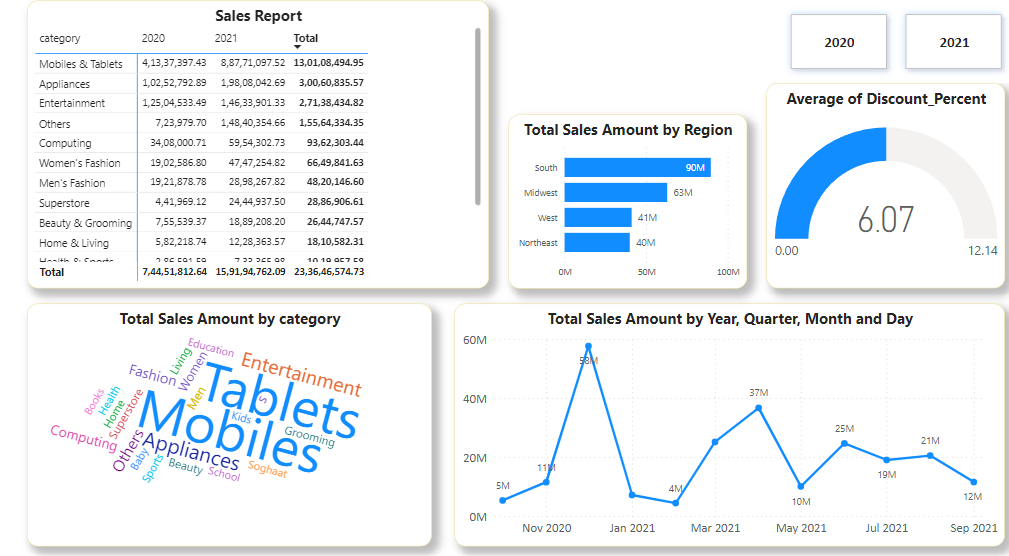 Sales Report
category 2020 2021 Total
Mobiles & Tablets 4,13,37,397.43 8,87,71,097.52 13,01,08,494.95
Appliances 1,02,52,792.89 1,98,08,042.69 3,00,60,835.57
Entertainment 1,25,04,533.49 1,46,33,901.33 2,71,38,434.82
Others 7,23,979.70 1,48,40,354.66 1,55,64,334.35
Computing 34,08,000.71 59,54,302.73 93,62,303.44
Women's Fashion 19,02,586.80 47,47,254.82 66,49,841.63
Men's Fashion 19,21,878.78 28,98,267.82 48,20,146.60
Superstore 4,41,969.12 24,44,937.50 28,86,906.61
Beauty & Grooming 7,55,539.37 18,89,208.20 26,44,747.57
Home & Living 5,82,218.74 12,28,363.57 18,10,582.31
Health & Sports
Total 7,44,51,812.64 15,91,94,762.09 23,36,46,574.73
2020 2021
Total Sales Amount by Region
South 90M
Midwest 63M
West 41M
Northeast 40M
0M 50M 100M
Average of Discount_Percent
6.07
0.00 12.14
Total Sales Amount by category
Education
Living
Women
Entertainment
Fashion
Tablets
Books
Health
Home
Superstore
Men
Kids
s
Mobiles
Grooming
Computing
Others
Appliances
Baby
Sports
Beauty
School
Soghaat
Total Sales Amount by Year, Quarter, Month and Day
60M
40M
20M
0M
5M 11M 58M 4M 37M 10M 25M 19M 21M 12M
Nov 2020 Jan 2021 Mar 2021 May 2021 Jul 2021 Sep 2021